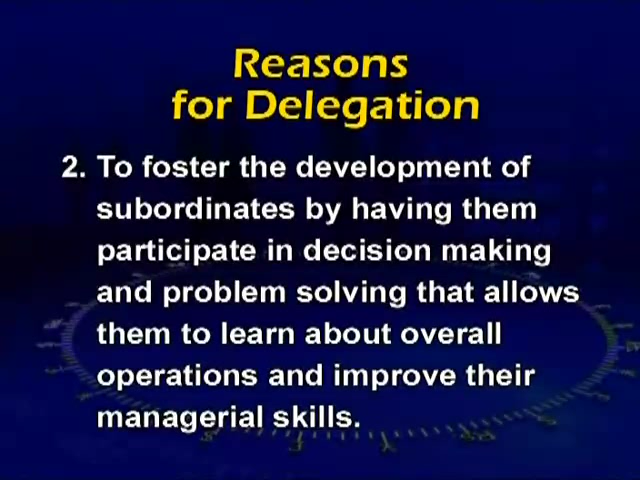 Reasons
for Delegation
2. To foster the development of
subordinates by having them
participate in decision making
and problem solving that allows
them to learn about overall
operations and improve their
managerial skills.